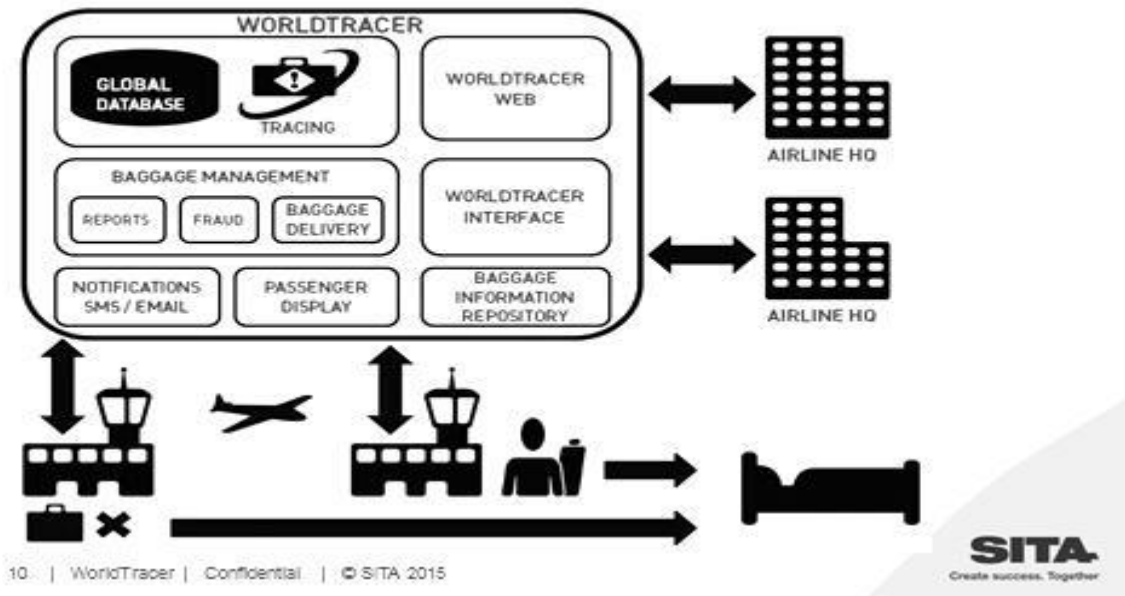 WORLDTRACER
GLOBAL
DATABASE
TRACING
WORLDTRACER
WEB
BAGGAGE MANAGEMENT
REPORTS
FRAUD
BAGGAGE
DELIVERY
WORLDTRACER
INTERFACE
NOTIFICATIONS
SMS / EMAIL
PASSENGER
DISPLAY
BAGGAGE
INFORMATION
REPOSITORY
AIRLINE HQ
AIRLINE HQ
10 | WorldTracer | Confidential | © SITA 2015
SITA
Create success. Together